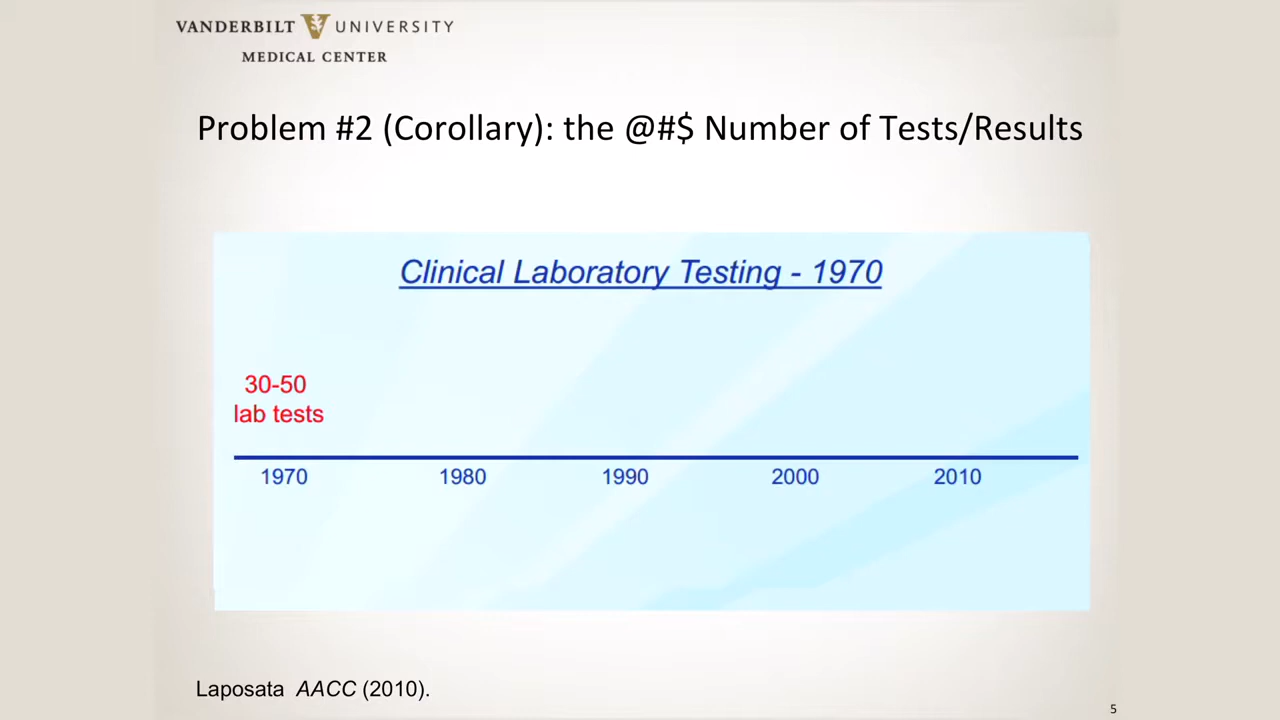 VANDERBILT UNIVERSITY
MEDICAL CENTER
Problem #2 (Corollary): the @#$ Number of Tests/Results
Clinical Laboratory Testing - 1970
30-50
lab tests
1970 1980 1990 2000 2010
Laposata AACC (2010).
5